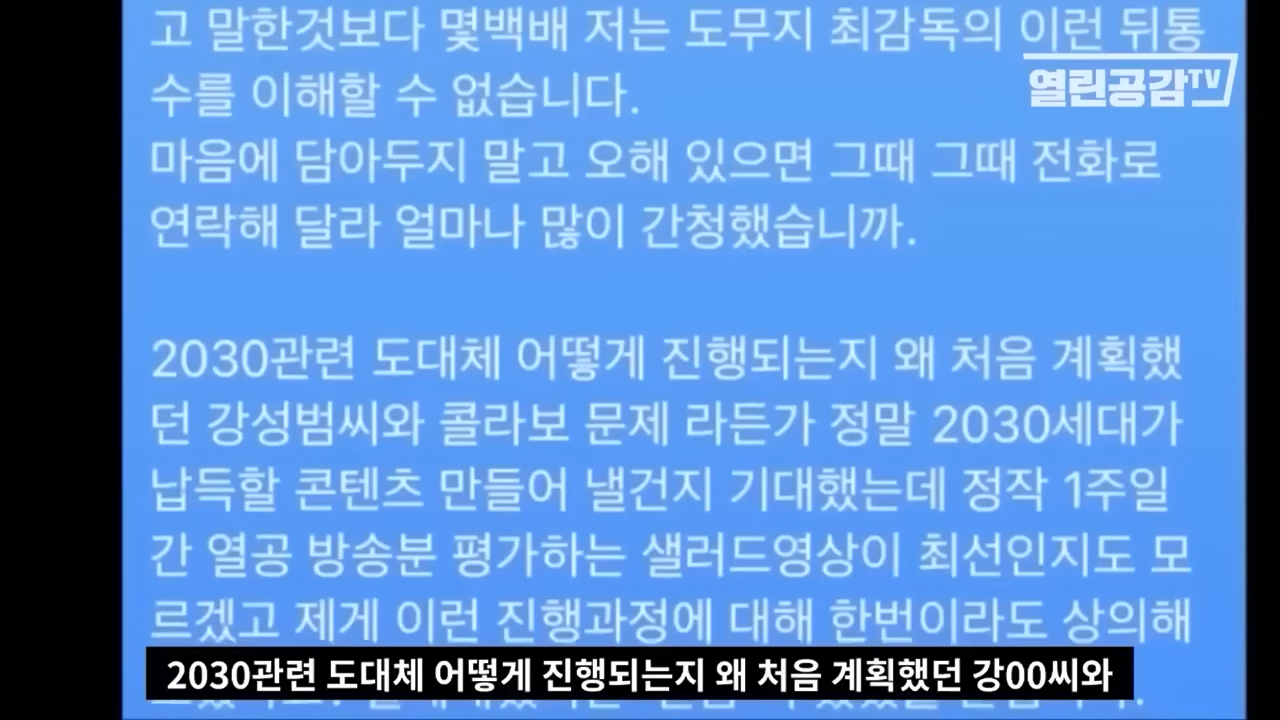 고 말한것보다 몇백배 저는 도무지 최감독의 이런 뒤통
열린공감TV
수를 이해할 수 없습니다.
마음에 담아두지 말고 오해 있으면 그때 그때 전화로
연락해 달라 얼마나 많이 간청했습니까.
2030관련 도대체 어떻게 진행되는지 왜 처음 계획했
던 강성범씨와 콜라보 문제 라든가 정말 2030세대가
납득할 콘텐츠 만들어 낼건지 기대했는데 정작 1주일
간 열공 방송분 평가하는 샐러드영상이 최선인지도 모
르겠고 제게 이런 진행과정에 대해 한번이라도 상의해
2030관련 도대체 어떻게 진행되는지 왜 처음 계획했던 강00씨와